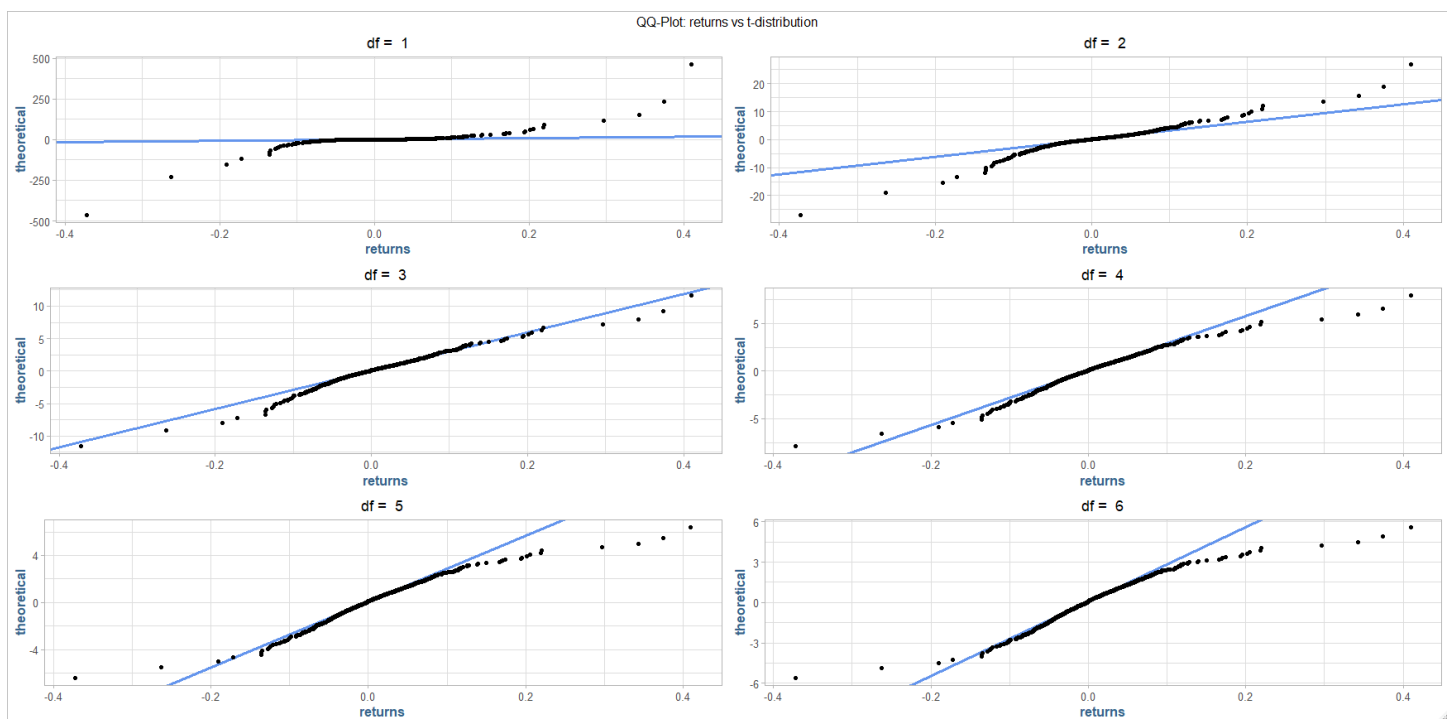 QQ-Plot: returns vs t-distribution
df = 1
theoretical
500
250
0
-250
-500
-0.4 -0.2 0.0 0.2 0.4
returns
df = 2
theoretical
20
10
0
-10
-20
-0.4 -0.2 0.0 0.2 0.4
returns
df = 3
theoretical
10
5
0
-5
-10
-0.4 -0.2 0.0 0.2 0.4
returns
df = 4
theoretical
5
0
-5
-0.4 -0.2 0.0 0.2 0.4
returns
df = 5
theoretical
4
0
-4
-0.4 -0.2 0.0 0.2 0.4
returns
df = 6
theoretical
6
3
0
-3
-6
-0.4 -0.2 0.0 0.2 0.4
returns